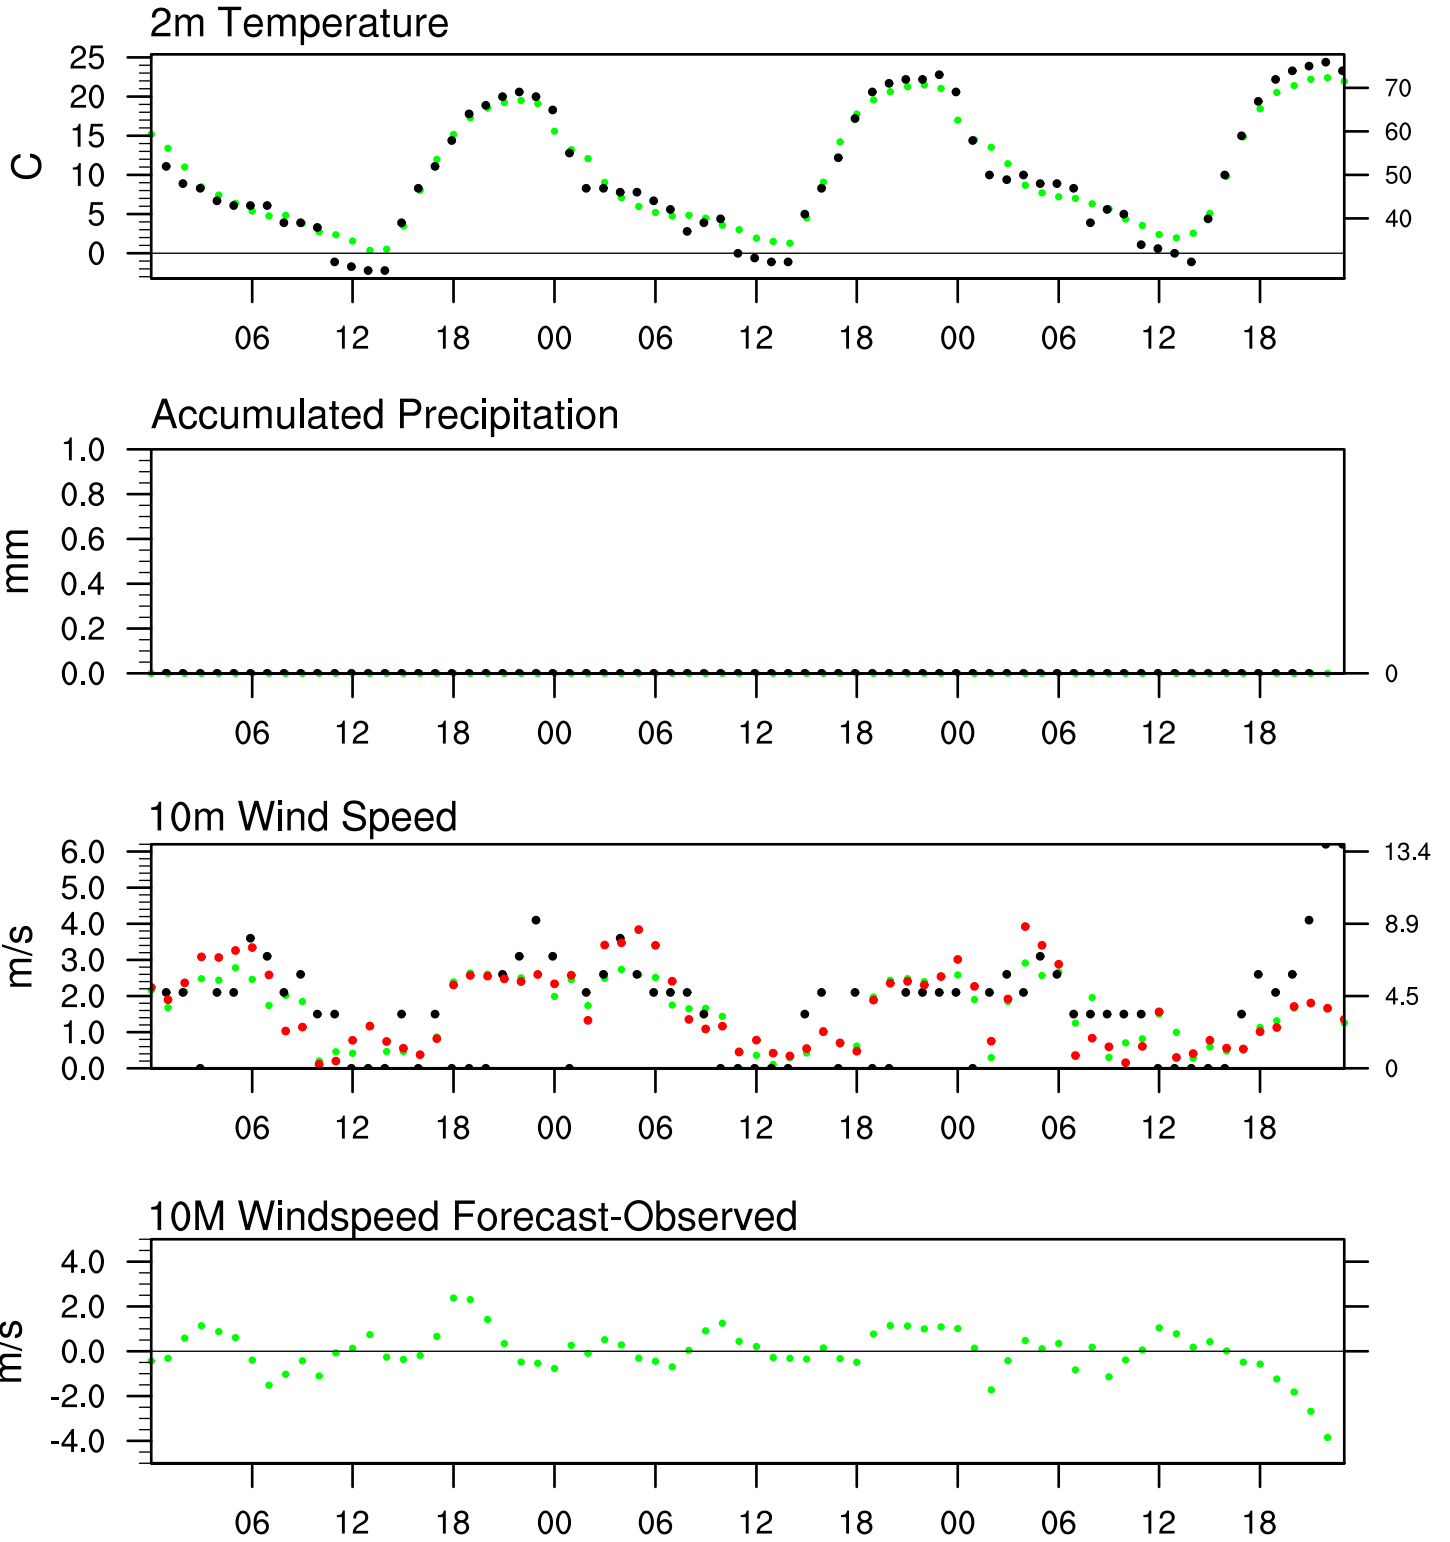 2m Temperature
25
20
15
10
5
0
C
70
60
50
40
06 12 18 00 06 12 18 00 06 12 18
Accumulated Precipitation
1.0
0.8
0.6
0.4
0.2
0.0
mm
0
06 12 18 00 06 12 18 00 06 12 18
10m Wind Speed
6.0
5.0
4.0
3.0
2.0
1.0
0.0
m/s
13.4
8.9
4.5
0
06 12 18 00 06 12 18 00 06 12 18
10M Windspeed Forecast-Observed
4.0
2.0
0.0
-2.0
-4.0
m/s
06 12 18 00 06 12 18 00 06 12 18